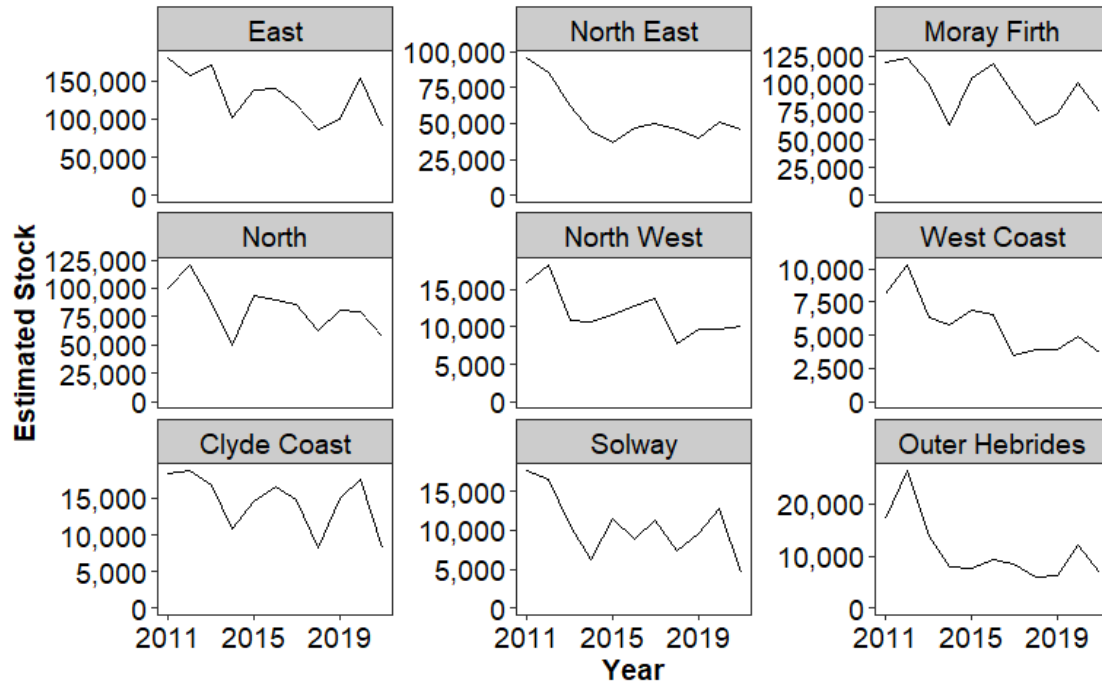 East
North East
Moray Firth
150,000
100,000
50,000
0
100,000
75,000
50,000
25,000
0
125,000
100,000
75,000
50,000
25,000
0
North
North West
West Coast
125,000
100,000
75,000
50,000
25,000
0
15,000
10,000
5,000
0
10,000
7,500
5,000
2,500
0
Estimated Stock
Clyde Coast
Solway
Outer Hebrides
15,000
10,000
5,000
0
15,000
10,000
5,000
0
20,000
10,000
0
2011 2015 2019
2011 2015 2019
2011 2015 2019
Year